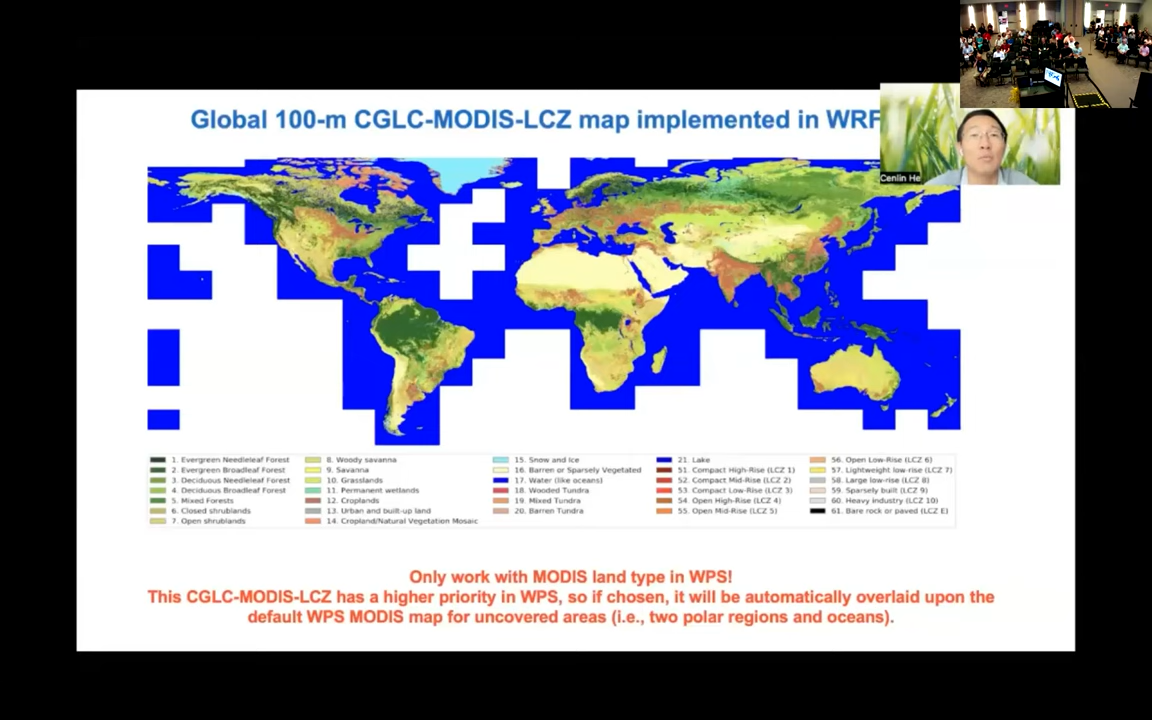 Global 100-m CGLC-MODIS-LCZ map implemented in WRF
Cenlin He
1. Evergreen Needleleaf Forest
2. Evergreen Broadleaf Forest
3. Deciduous Needleleaf Forest
4. Deciduous Broadleaf Forest
5. Mixed Forests
6. Closed shrublands
7. Open shrublands
8. Woody savanna
9. Savanna
10. Grasslands
11. Permanent wetlands
12. Croplands
13. Urban and built-up land
14. Cropland/Natural Vegetation Mosaic
15. Snow and Ice
16. Barren or Sparsely Vegetated
17. Water (like oceans)
18. Wooded Tundra
19. Mixed Tundra
20. Barren Tundra
21. Lake
51. Compact High-Rise (LCZ 1)
52. Compact Mid-Rise (LCZ 2)
53. Compact Low-Rise (LCZ 3)
54. Open High-Rise (LCZ 4)
55. Open Mid-Rise (LCZ 5)
56. Open Low-Rise (LCZ 6)
57. Lightweight low-rise (LCZ 7)
58. Large low-rise (LCZ 8)
59. Sparsely built (LCZ 9)
60. Heavy industry (LCZ 10)
61. Bare rock or paved (LCZ E)
Only work with MODIS land type in WPS!
This CGLC-MODIS-LCZ has a higher priority in WPS, so if chosen, it will be automatically overlaid upon the
default WPS MODIS map for uncovered areas (i.e., two polar regions and oceans).